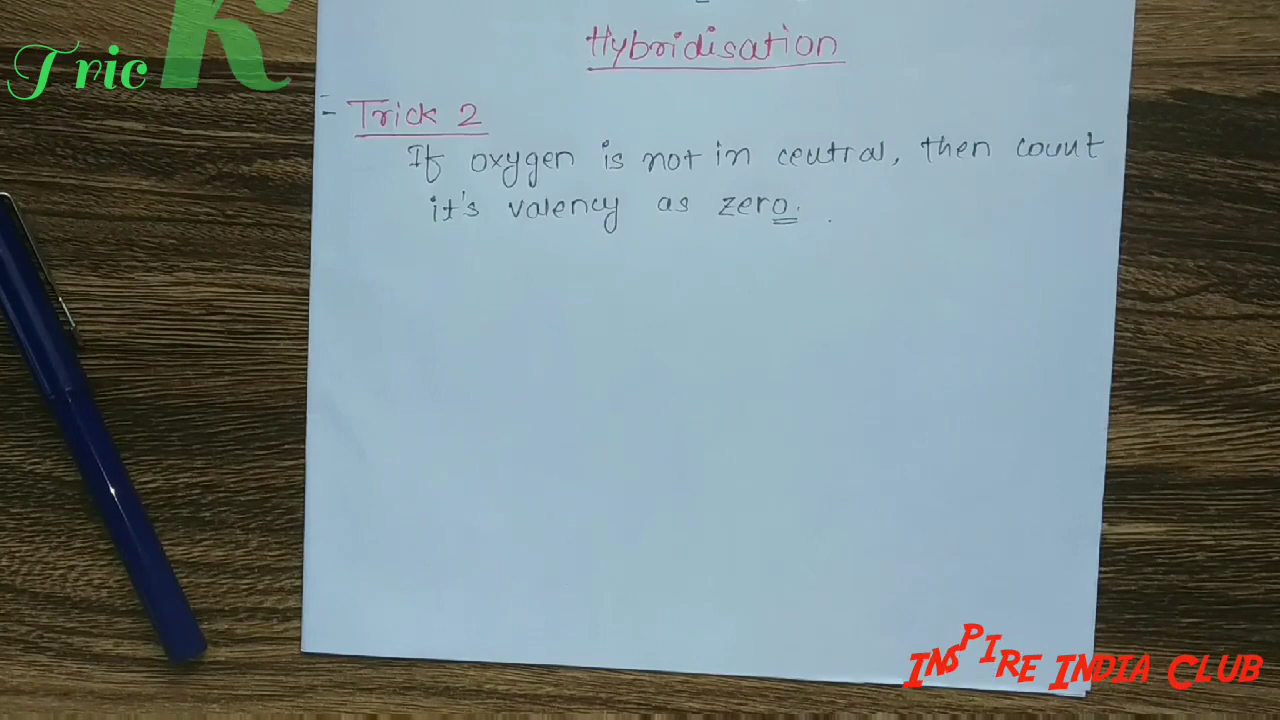 Trick
Hybridisation
- Trick 2
If oxygen is not in central, then count
it's valency as zero.
INSPIRE INDIA CLUB